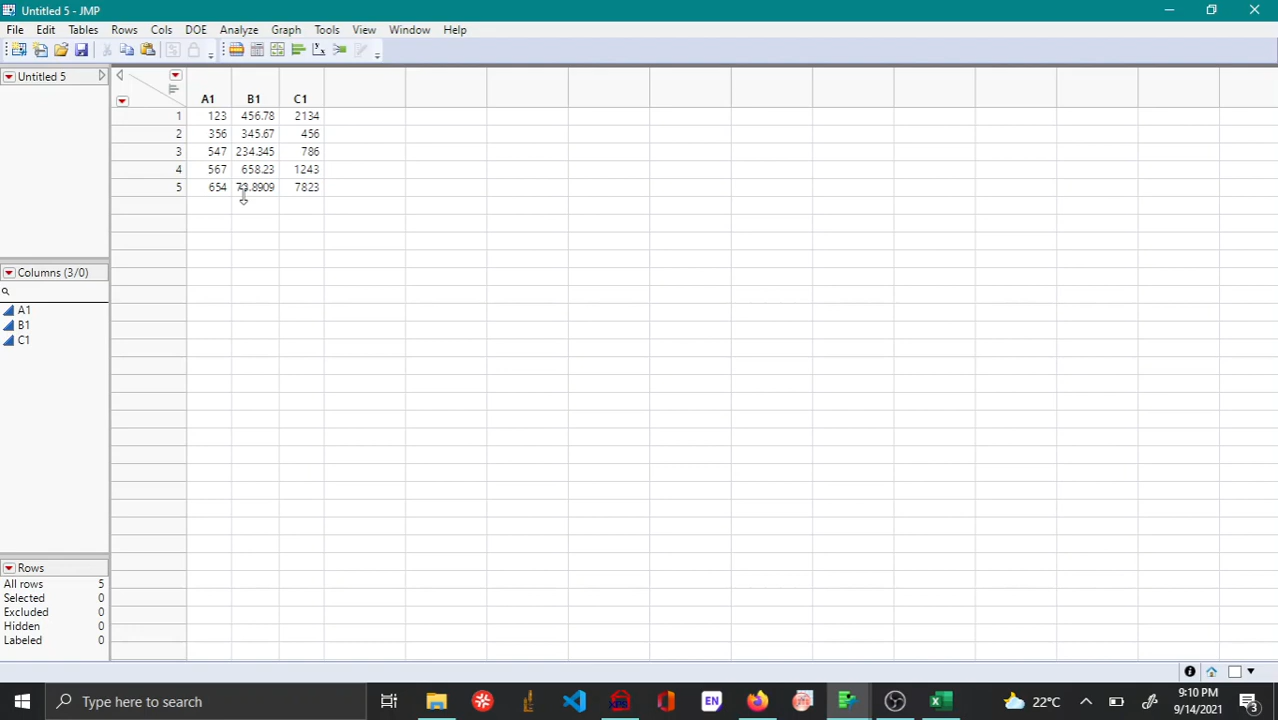 Untitled 5 - JMP
File Edit Tables Rows Cols DOE Analyze Graph Tools View Window Help
Untitled 5
A1 B1 C1
1 123 456.78 2134
2 356 345.67 456
3 547 234.345 786
4 567 658.23 1243
5 654 73.8909 7823
Columns (3/0)
A1
B1
C1
Rows
All rows 5
Selected 0
Excluded 0
Hidden 0
Labeled 0
Type here to search
EN
XPS
22°C
9:10 PM
9/14/2021
3